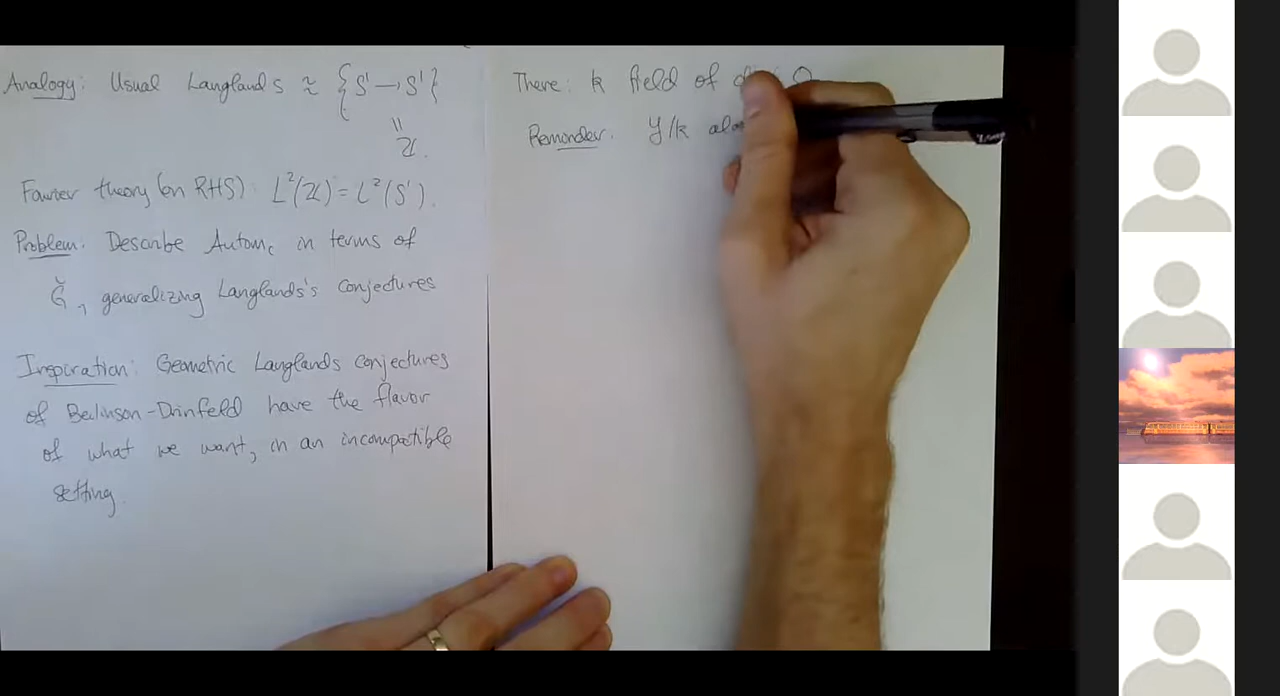 Analogy: Usual Langlands ≈ {S¹ → S¹}
"
ℤ.
Fourier theory (on RHS): L²(ℤ) = L²(S¹).
Problem. Describe Autom_c in terms of
Ǧ, generalizing Langlands's conjectures
Inspiration: Geometric Langlands conjectures
of Beilinson-Drinfeld have the flavor
of what we want, in an incompatible
setting.
There: k field of 0
Reminder. Y/k